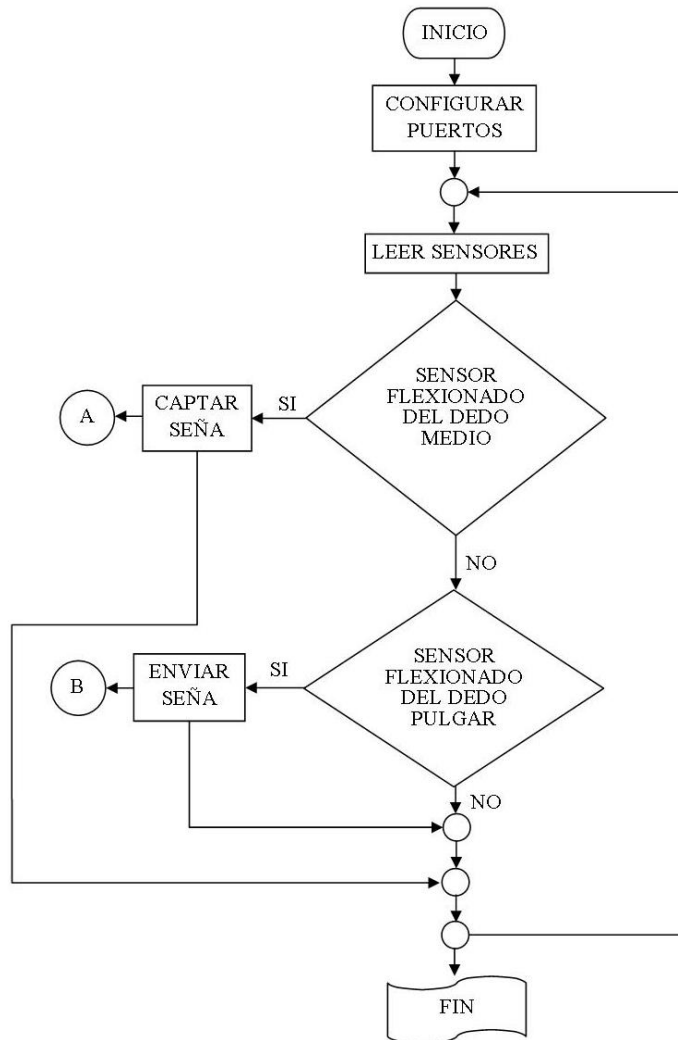 INICIO
CONFIGURAR
PUERTOS
LEER SENSORES
SENSOR
FLEXIONADO
DEL DEDO
MEDIO
SI
CAPTAR
SEÑA
A
NO
SENSOR
FLEXIONADO
DEL DEDO
PULGAR
SI
ENVIAR
SEÑA
B
NO
FIN